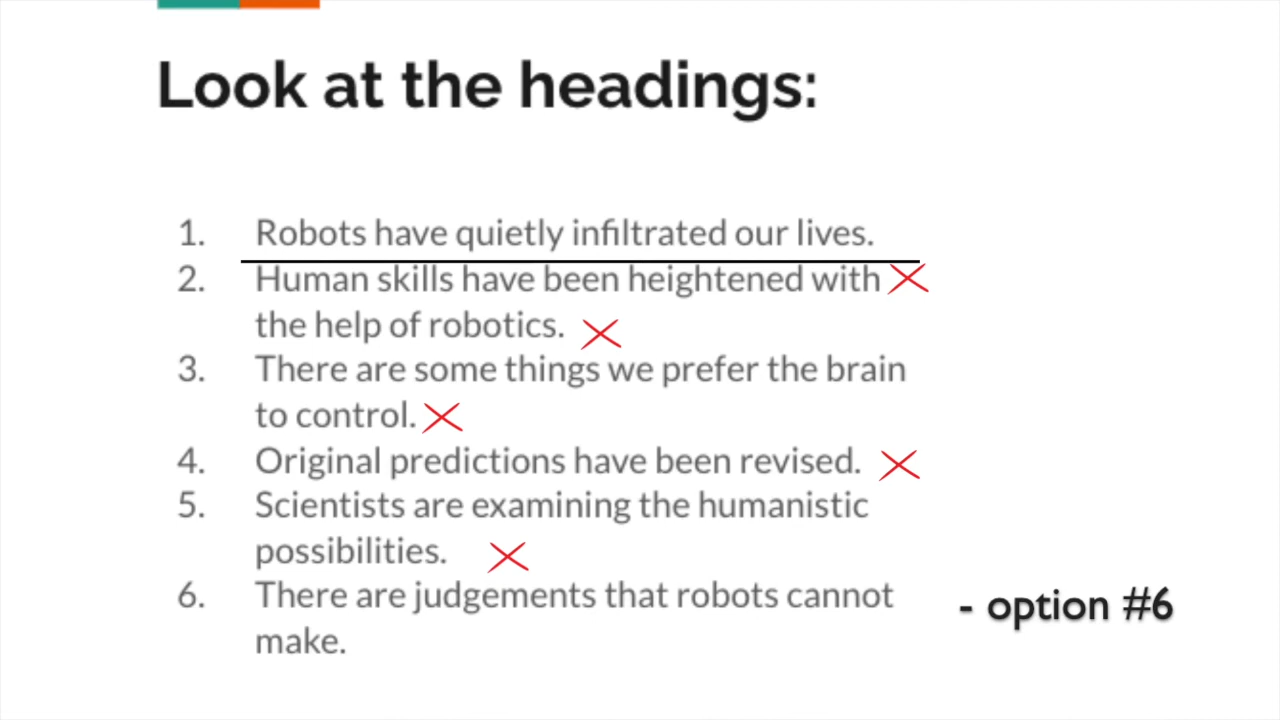 Look at the headings:
1. Robots have quietly infiltrated our lives.
2. Human skills have been heightened with
the help of robotics.
3. There are some things we prefer the brain
to control.
4. Original predictions have been revised.
5. Scientists are examining the humanistic
possibilities.
6. There are judgements that robots cannot
make.
- option #6